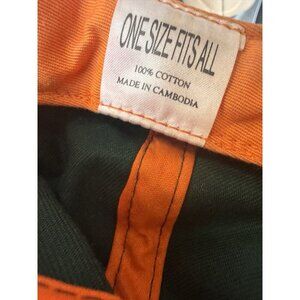 ONE SIZE FITS ALL
100% COTTON
MADE IN CAMBODIA